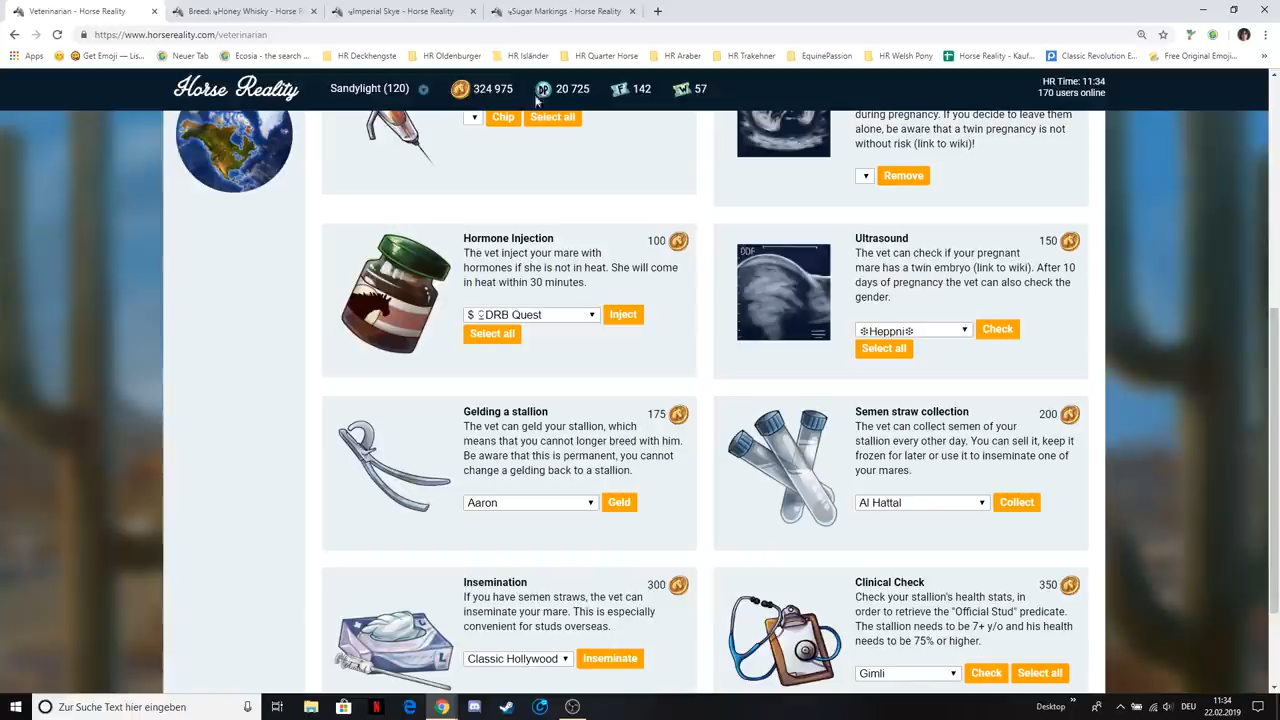 Veterinarian - Horse Reality
Breed: Honey Whisky - Horse R
Imperial Skye - Horse Reality
Sugar Markings - Horse Reality
https://www.horsereality.com/veterinarian
Apps
Get Emoji — Lis...
Neuer Tab
Ecosia - the search ...
HR Deckhengste
HR Oldenburger
HR Isländer
HR Quarter Horse
HR Araber
HR Trakehner
EquinePassion
HR Welsh Pony
Horse Reality - Kauf...
Classic Revolution E...
Free Original Emoji...
Horse Reality
Sandylight (120)
324 975
DP 20 725
142
57
HR Time: 11:34
170 users online
Chip
Select all
during pregnancy. If you decide to leave them
alone, be aware that a twin pregnancy is not
without risk (link to wiki)!
Remove
Hormone Injection
100
The vet inject your mare with
hormones if she is not in heat. She will come
in heat within 30 minutes.
$ ⍜DRB Quest
Inject
Select all
DDF
Ultrasound
150
The vet can check if your pregnant
mare has a twin embryo (link to wiki). After 10
days of pregnancy the vet can also check the
gender.
❊Heppni❊
Check
Select all
Gelding a stallion
175
The vet can geld your stallion, which
means that you cannot longer breed with him.
Be aware that this is permanent, you cannot
change a gelding back to a stallion.
Aaron
Geld
Semen straw collection
200
The vet can collect semen of your
stallion every other day. You can sell it, keep it
frozen for later or use it to inseminate one of
your mares.
Al Hattal
Collect
Insemination
300
If you have semen straws, the vet can
inseminate your mare. This is especially
convenient for studs overseas.
Classic Hollywood
Inseminate
Clinical Check
350
Check your stallion's health stats, in
order to retrieve the "Official Stud" predicate.
The stallion needs to be 7+ y/o and his health
needs to be 75% or higher.
Gimli
Check
Select all
Zur Suche Text hier eingeben
Desktop
DEU
11:34
22.02.2019